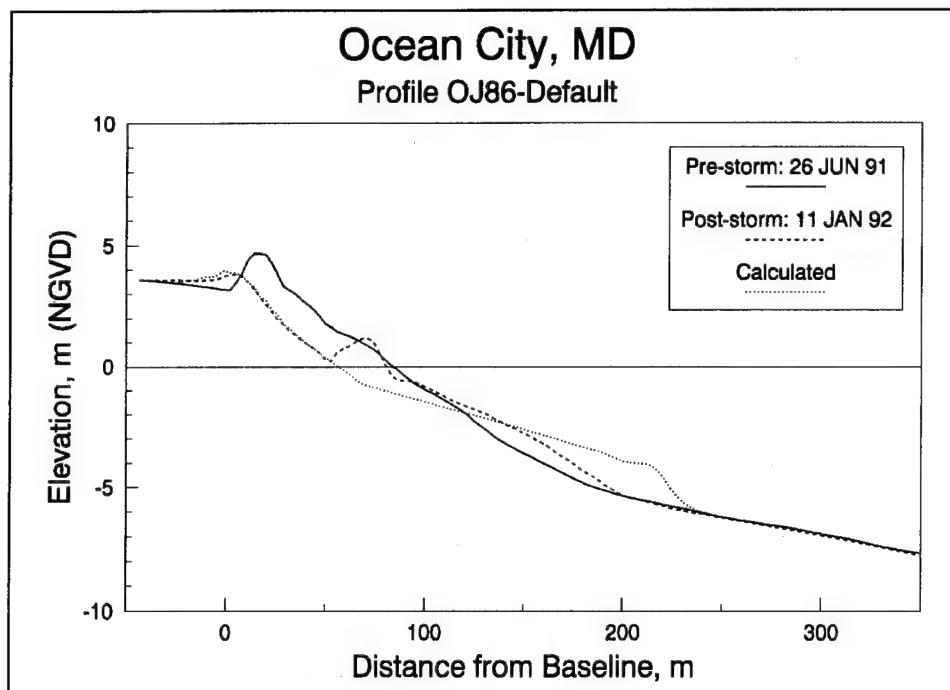 Ocean City, MD
Profile OJ86-Default
10
5
0
-5
-10
Elevation, m (NGVD)
Pre-storm: 26 JUN 91
Post-storm: 11 JAN 92
Calculated
0
100
200
300
Distance from Baseline, m